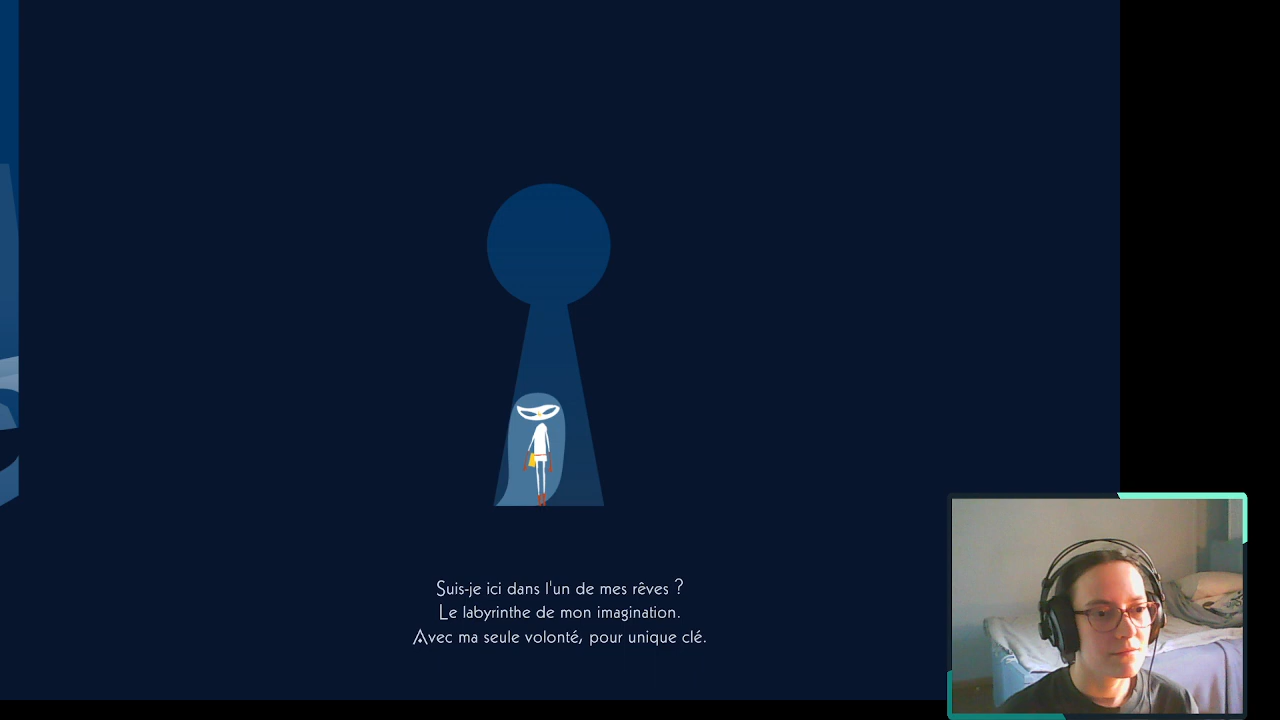 Suis-je ici dans l'un de mes rêves ?
Le labyrinthe de mon imagination.
Avec ma seule volonté, pour unique clé.